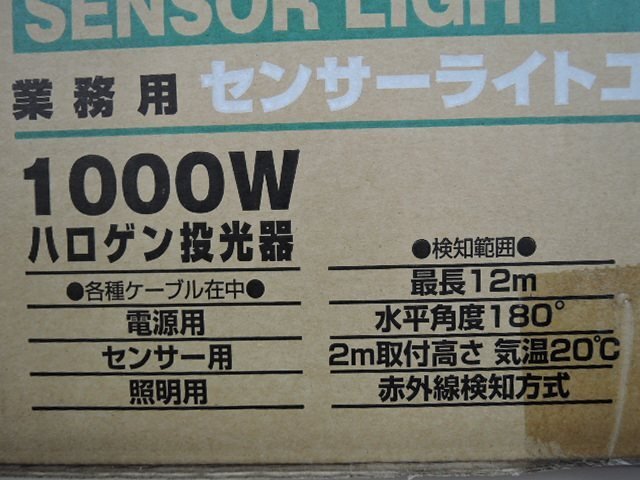 SENSOR LIGHT
業務用 センサーライトエ
1000W
ハロゲン投光器
●各種ケーブル在中●
電源用
センサー用
照明用
●検知範囲●
最長12m
水平角度180°
2m取付高さ 気温20℃
赤外線検知方式